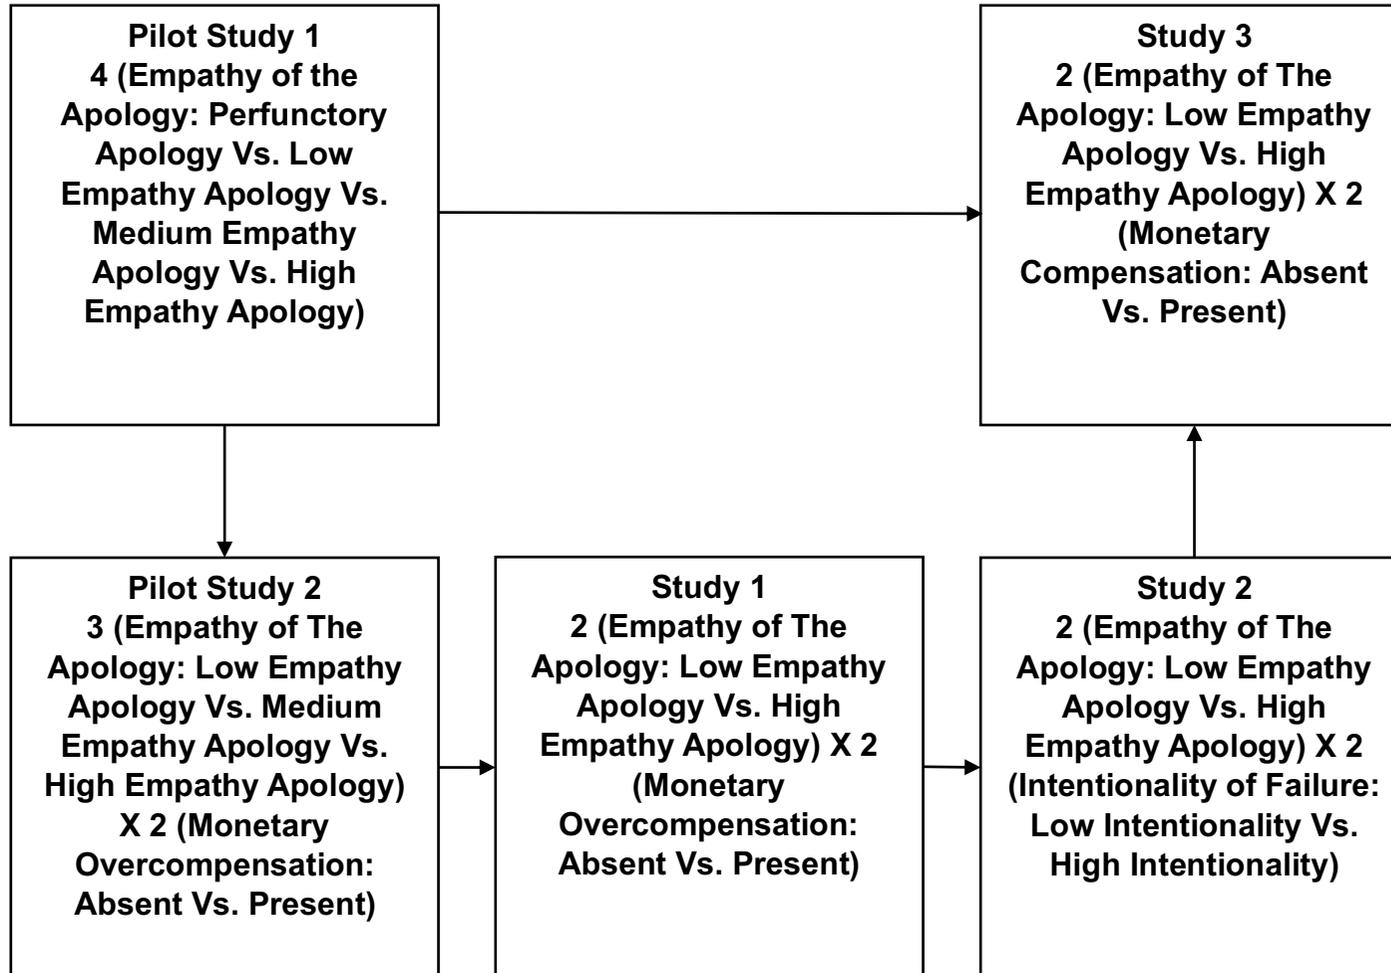 Pilot Study 1
4 (Empathy of the
Apology: Perfunctory
Apology Vs. Low
Empathy Apology Vs.
Medium Empathy
Apology Vs. High
Empathy Apology)
Study 3
2 (Empathy of The
Apology: Low Empathy
Apology Vs. High
Empathy Apology) X 2
(Monetary
Compensation: Absent
Vs. Present)
Pilot Study 2
3 (Empathy of The
Apology: Low Empathy
Apology Vs. Medium
Empathy Apology Vs.
High Empathy Apology)
X 2 (Monetary
Overcompensation:
Absent Vs. Present)
Study 1
2 (Empathy of The
Apology: Low Empathy
Apology Vs. High
Empathy Apology) X 2
(Monetary
Overcompensation:
Absent Vs. Present)
Study 2
2 (Empathy of The
Apology: Low Empathy
Apology Vs. High
Empathy Apology) X 2
(Intentionality of Failure:
Low Intentionality Vs.
High Intentionality)